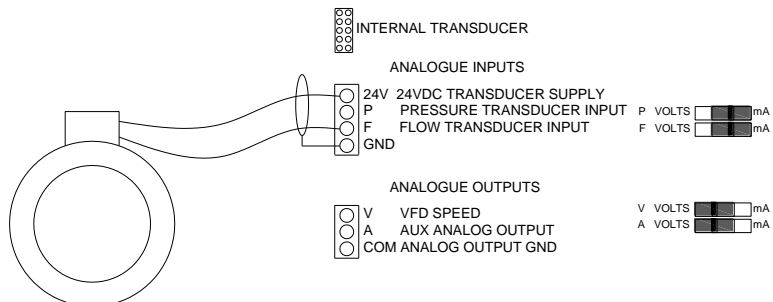 INTERNAL TRANSDUCER
ANALOGUE INPUTS
24V 24VDC TRANSDUCER SUPPLY
P PRESSURE TRANSDUCER INPUT
F FLOW TRANSDUCER INPUT
GND
P VOLTS mA
F VOLTS mA
ANALOGUE OUTPUTS
V VFD SPEED
A AUX ANALOG OUTPUT
COM ANALOG OUTPUT GND
V VOLTS mA
A VOLTS mA